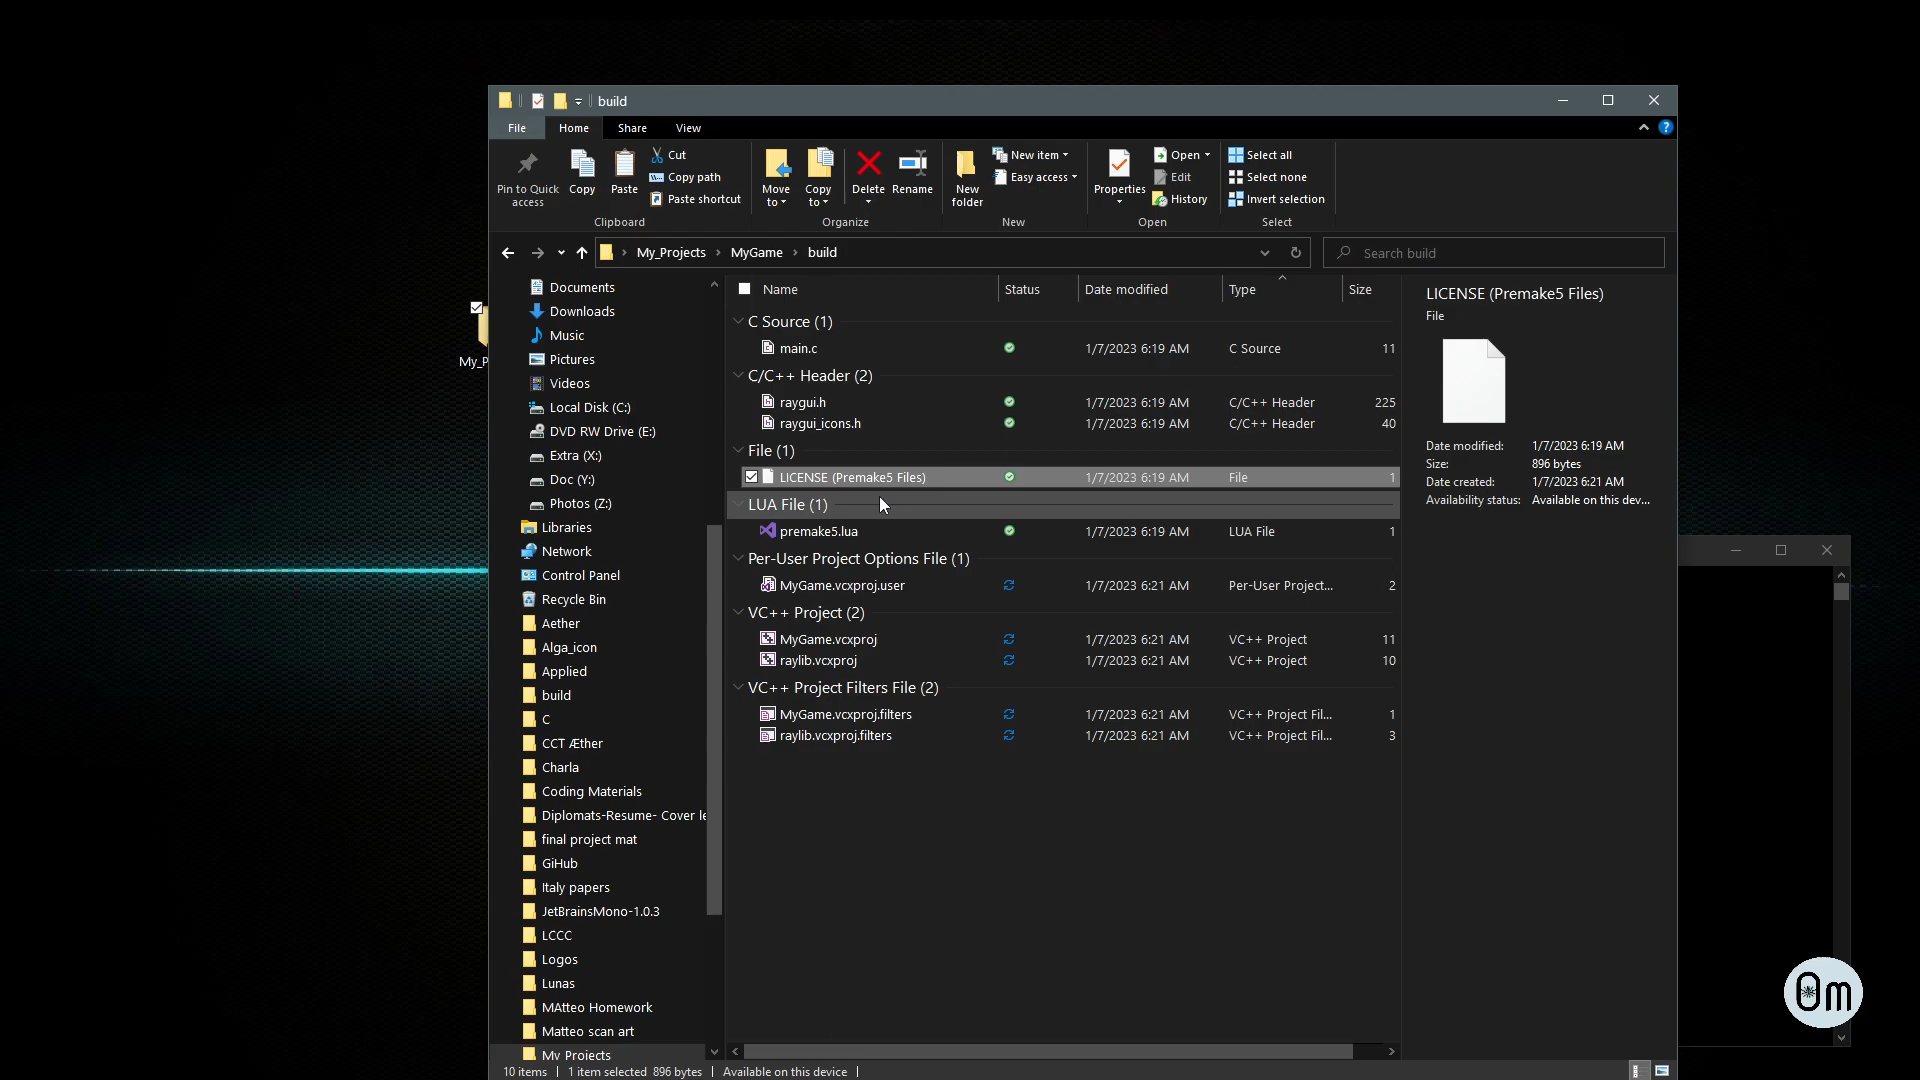 build
File Home Share View
Pin to Quick access
Copy
Paste
Cut
Copy path
Paste shortcut
Clipboard
Move to
Copy to
Delete
Rename
Organize
New folder
New item
Easy access
New
Properties
Open
Edit
History
Open
Select all
Select none
Invert selection
Select
My_Projects MyGame build
Search build
My_P
Documents
Downloads
Music
Pictures
Videos
Local Disk (C:)
DVD RW Drive (E:)
Extra (X:)
Doc (Y:)
Photos (Z:)
Libraries
Network
Control Panel
Recycle Bin
Aether
Alga_icon
Applied
build
C
CCT Æther
Charla
Coding Materials
Diplomats-Resume- Cover le
final project mat
GiHub
Italy papers
JetBrainsMono-1.0.3
LCCC
Logos
Lunas
MAtteo Homework
Matteo scan art
My Projects
Name Status Date modified Type Size
C Source (1)
main.c 1/7/2023 6:19 AM C Source 11
C/C++ Header (2)
raygui.h 1/7/2023 6:19 AM C/C++ Header 225
raygui_icons.h 1/7/2023 6:19 AM C/C++ Header 40
File (1)
LICENSE (Premake5 Files) 1/7/2023 6:19 AM File 1
LUA File (1)
premake5.lua 1/7/2023 6:19 AM LUA File 1
Per-User Project Options File (1)
MyGame.vcxproj.user 1/7/2023 6:21 AM Per-User Project... 2
VC++ Project (2)
MyGame.vcxproj 1/7/2023 6:21 AM VC++ Project 11
raylib.vcxproj 1/7/2023 6:21 AM VC++ Project 10
VC++ Project Filters File (2)
MyGame.vcxproj.filters 1/7/2023 6:21 AM VC++ Project Fil... 1
raylib.vcxproj.filters 1/7/2023 6:21 AM VC++ Project Fil... 3
LICENSE (Premake5 Files)
File
Date modified: 1/7/2023 6:19 AM
Size: 896 bytes
Date created: 1/7/2023 6:21 AM
Availability status: Available on this dev...
10 items 1 item selected 896 bytes Available on this device
0m